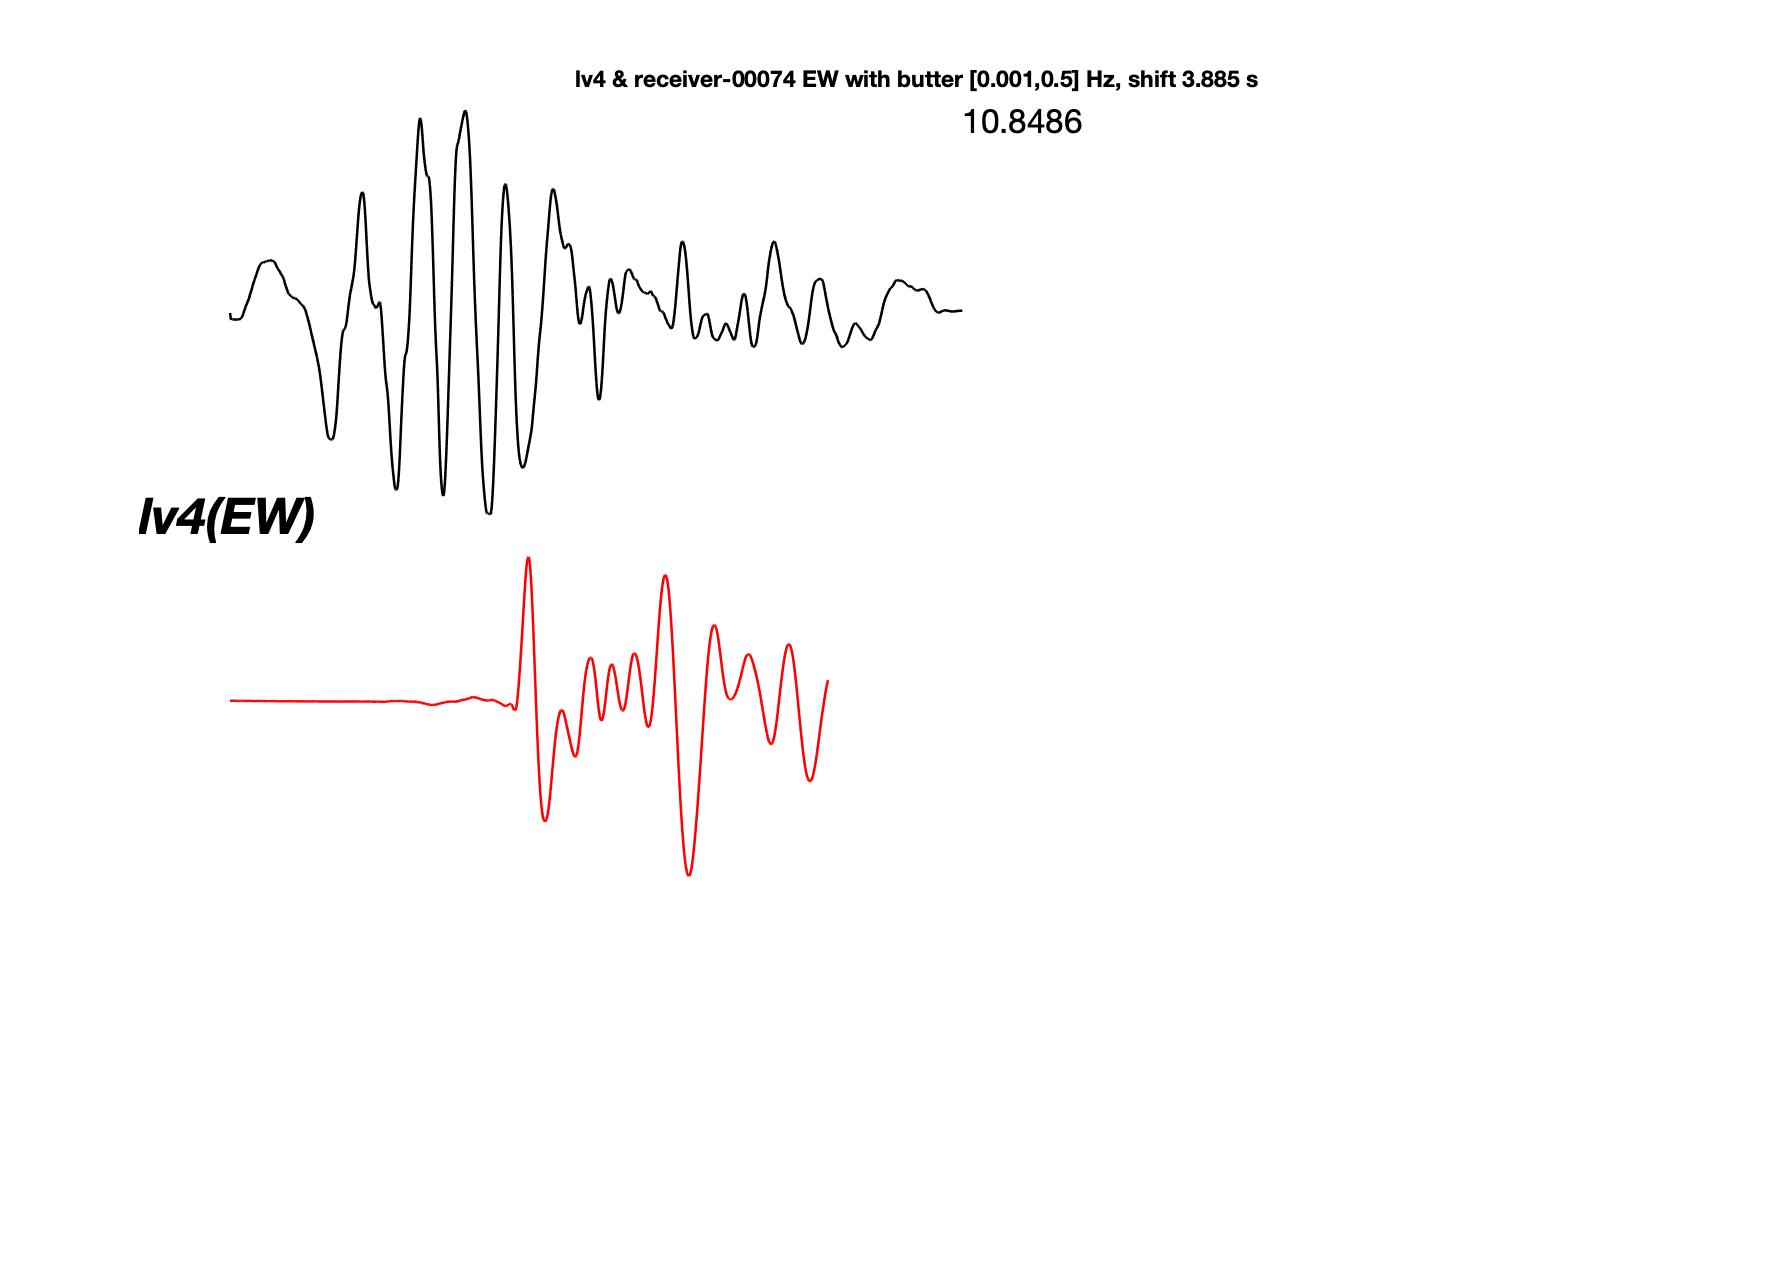 lv4 & receiver-00074 EW with butter [0.001,0.5] Hz, shift 3.885 s
10.8486
lv4(EW)